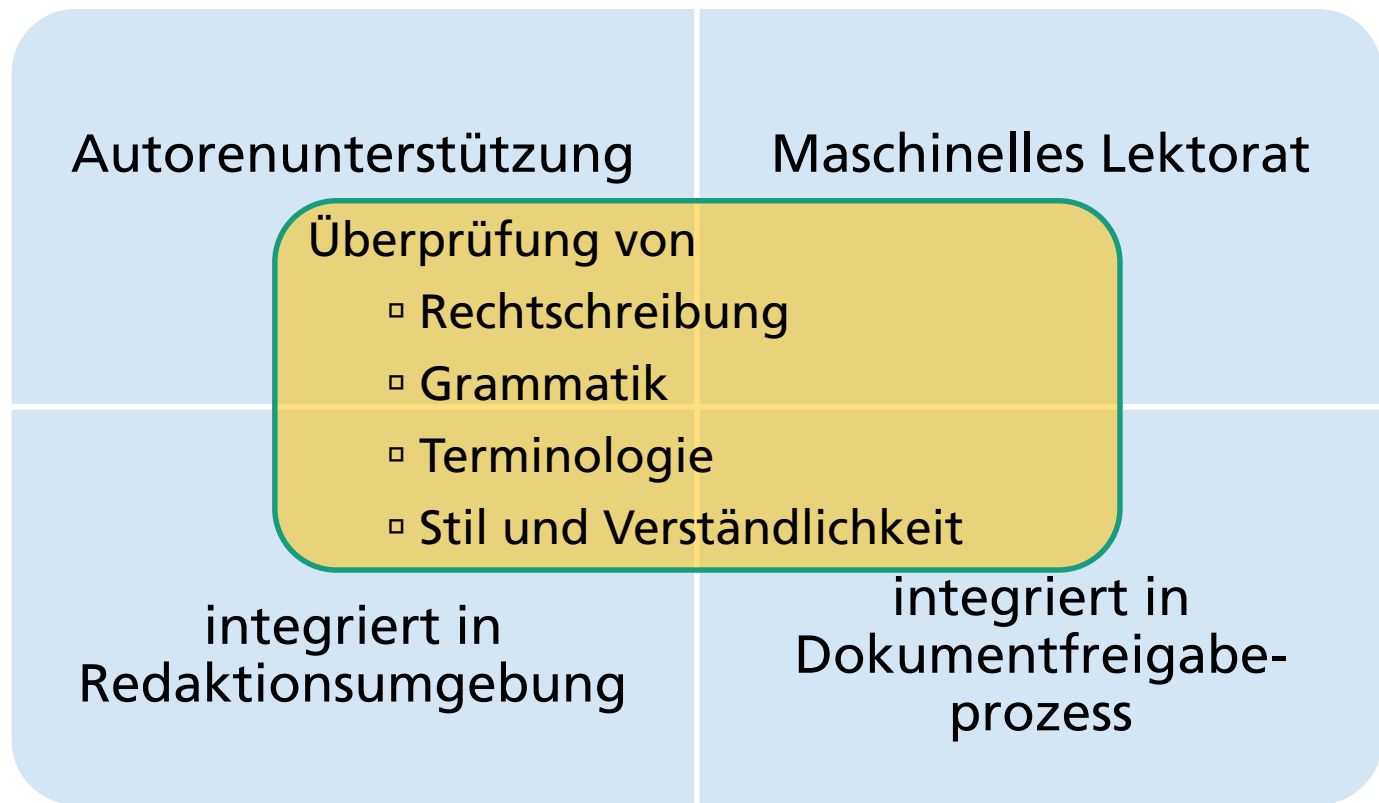 Autorenunterstützung
Maschinelles Lektorat
Überprüfung von
▫ Rechtschreibung
▫ Grammatik
▫ Terminologie
▫ Stil und Verständlichkeit
integriert in
Redaktionsumgebung
integriert in
Dokumentfreigabe-
prozess